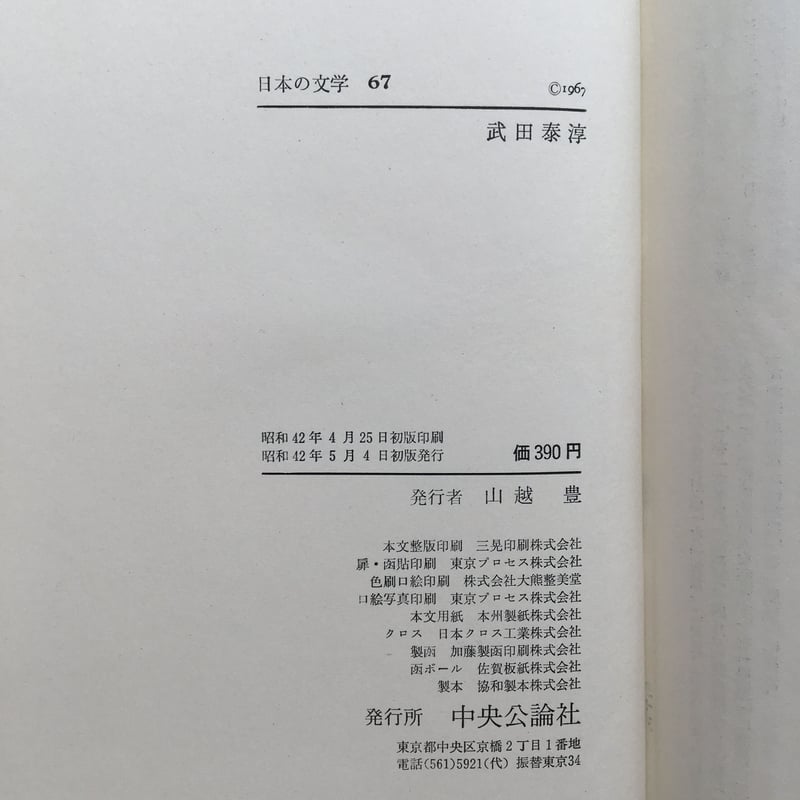 日本の文学 67 ©1967
武田泰淳
昭和42年4月25日初版印刷
昭和42年5月4日初版発行 価390円
発行者 山越 豊
本文整版印刷 三晃印刷株式会社
扉・函貼印刷 東京プロセス株式会社
色刷口絵印刷 株式会社大熊整美堂
口絵写真印刷 東京プロセス株式会社
本文用紙 本州製紙株式会社
クロス 日本クロス工業株式会社
製函 加藤製函印刷株式会社
函ボール 佐賀板紙株式会社
製本 協和製本株式会社
発行所 中央公論社
東京都中央区京橋2丁目1番地
電話(561)5921(代) 振替東京34